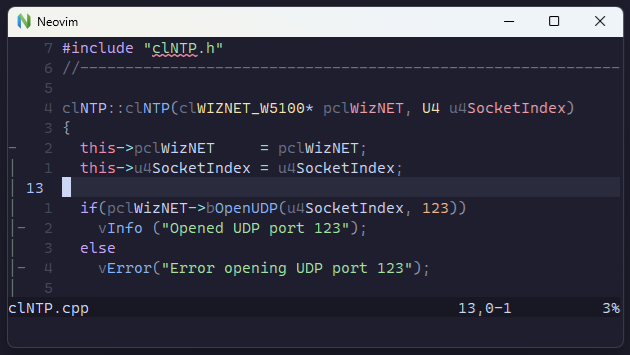 Neovim
7 #include "clNTP.h"
6 //------------------------------------------------------------
5
4 clNTP::clNTP(clWIZNET_W5100* pclWizNET, U4 u4SocketIndex)
3 {
2 this->pclWizNET     = pclWizNET;
1 this->u4SocketIndex = u4SocketIndex;
13
1 if(pclWizNET->bOpenUDP(u4SocketIndex, 123))
2 vInfo ("Opened UDP port 123");
3 else
4 vError("Error opening UDP port 123");
5
clNTP.cpp 13,0-1 3%